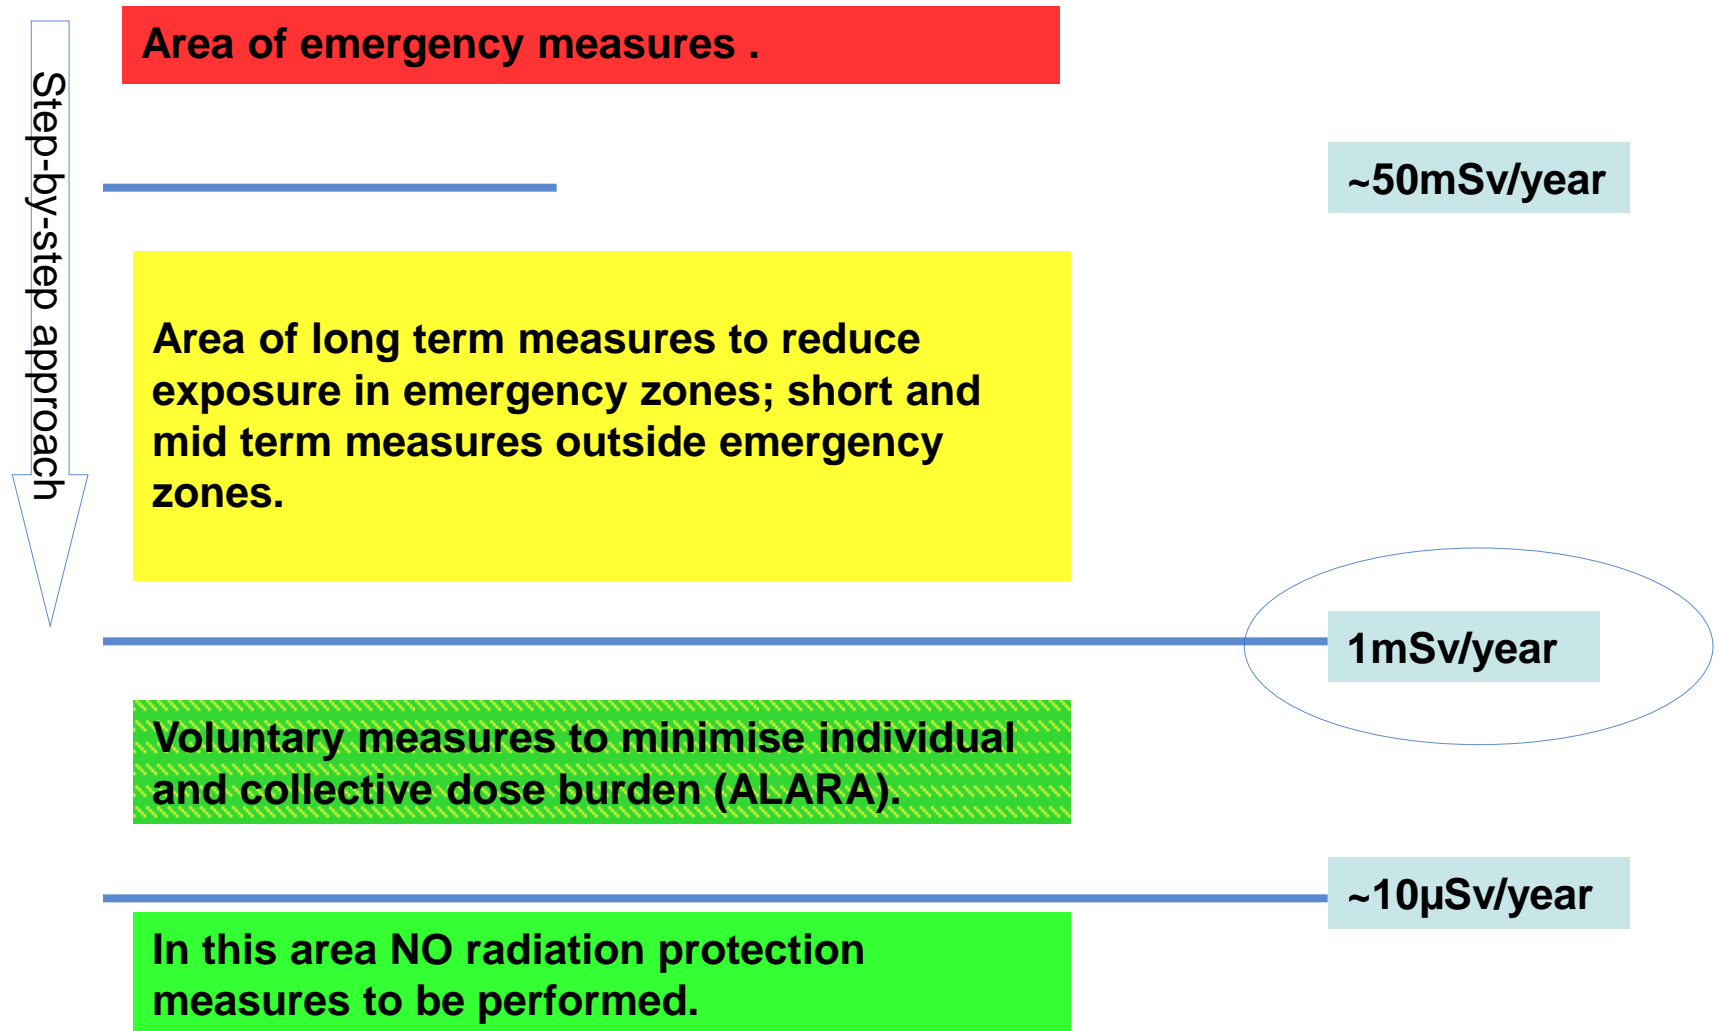 Step-by-step approach
Area of emergency measures .
~50mSv/year
Area of long term measures to reduce
exposure in emergency zones; short and
mid term measures outside emergency
zones.
1mSv/year
Voluntary measures to minimise individual
and collective dose burden (ALARA).
~10µSv/year
In this area NO radiation protection
measures to be performed.